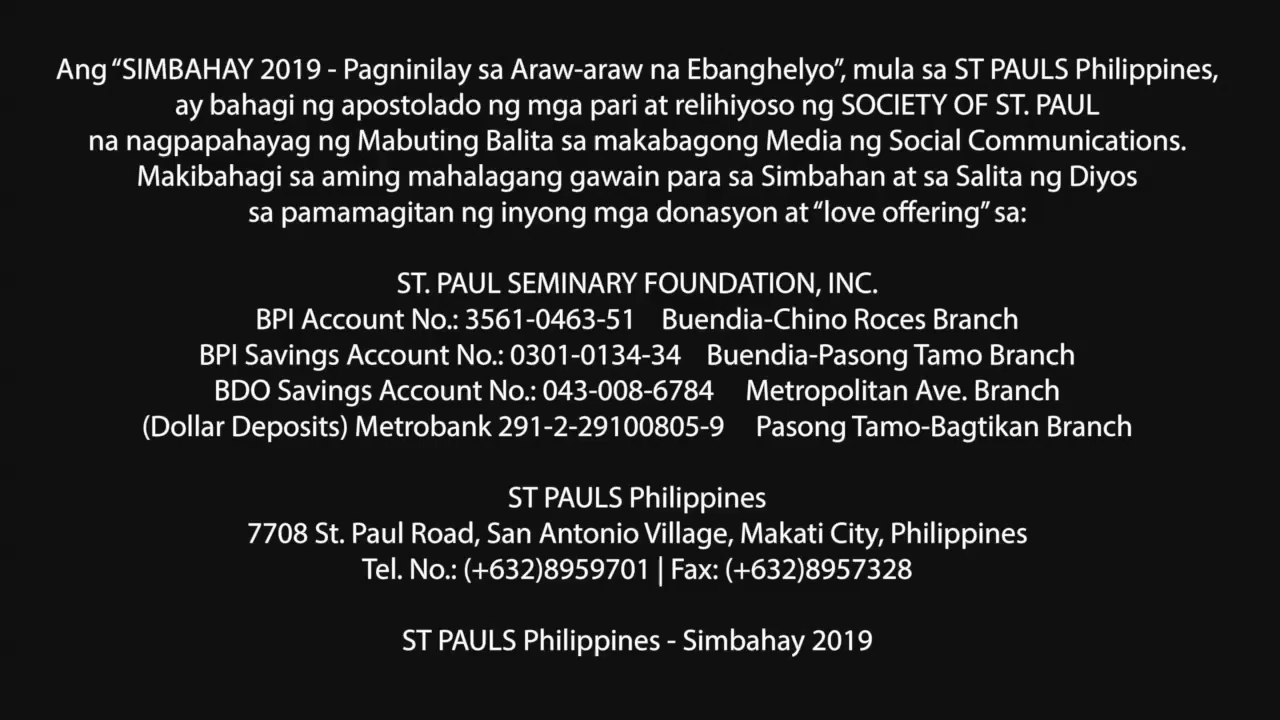 Ang “SIMBAHAY 2019 - Pagninilay sa Araw-araw na Ebanghelyo”, mula sa ST PAULS Philippines,
ay bahagi ng apostolado ng mga pari at relihiyoso ng SOCIETY OF ST. PAUL
na nagpapahayag ng Mabuting Balita sa makabagong Media ng Social Communications.
Makibahagi sa aming mahalagang gawain para sa Simbahan at sa Salita ng Diyos
sa pamamagitan ng inyong mga donasyon at “love offering” sa:
ST. PAUL SEMINARY FOUNDATION, INC.
BPI Account No.: 3561-0463-51 Buendia-Chino Roces Branch
BPI Savings Account No.: 0301-0134-34 Buendia-Pasong Tamo Branch
BDO Savings Account No.: 043-008-6784 Metropolitan Ave. Branch
(Dollar Deposits) Metrobank 291-2-29100805-9 Pasong Tamo-Bagtikan Branch
ST PAULS Philippines
7708 St. Paul Road, San Antonio Village, Makati City, Philippines
Tel. No.: (+632)8959701 | Fax: (+632)8957328
ST PAULS Philippines - Simbahay 2019